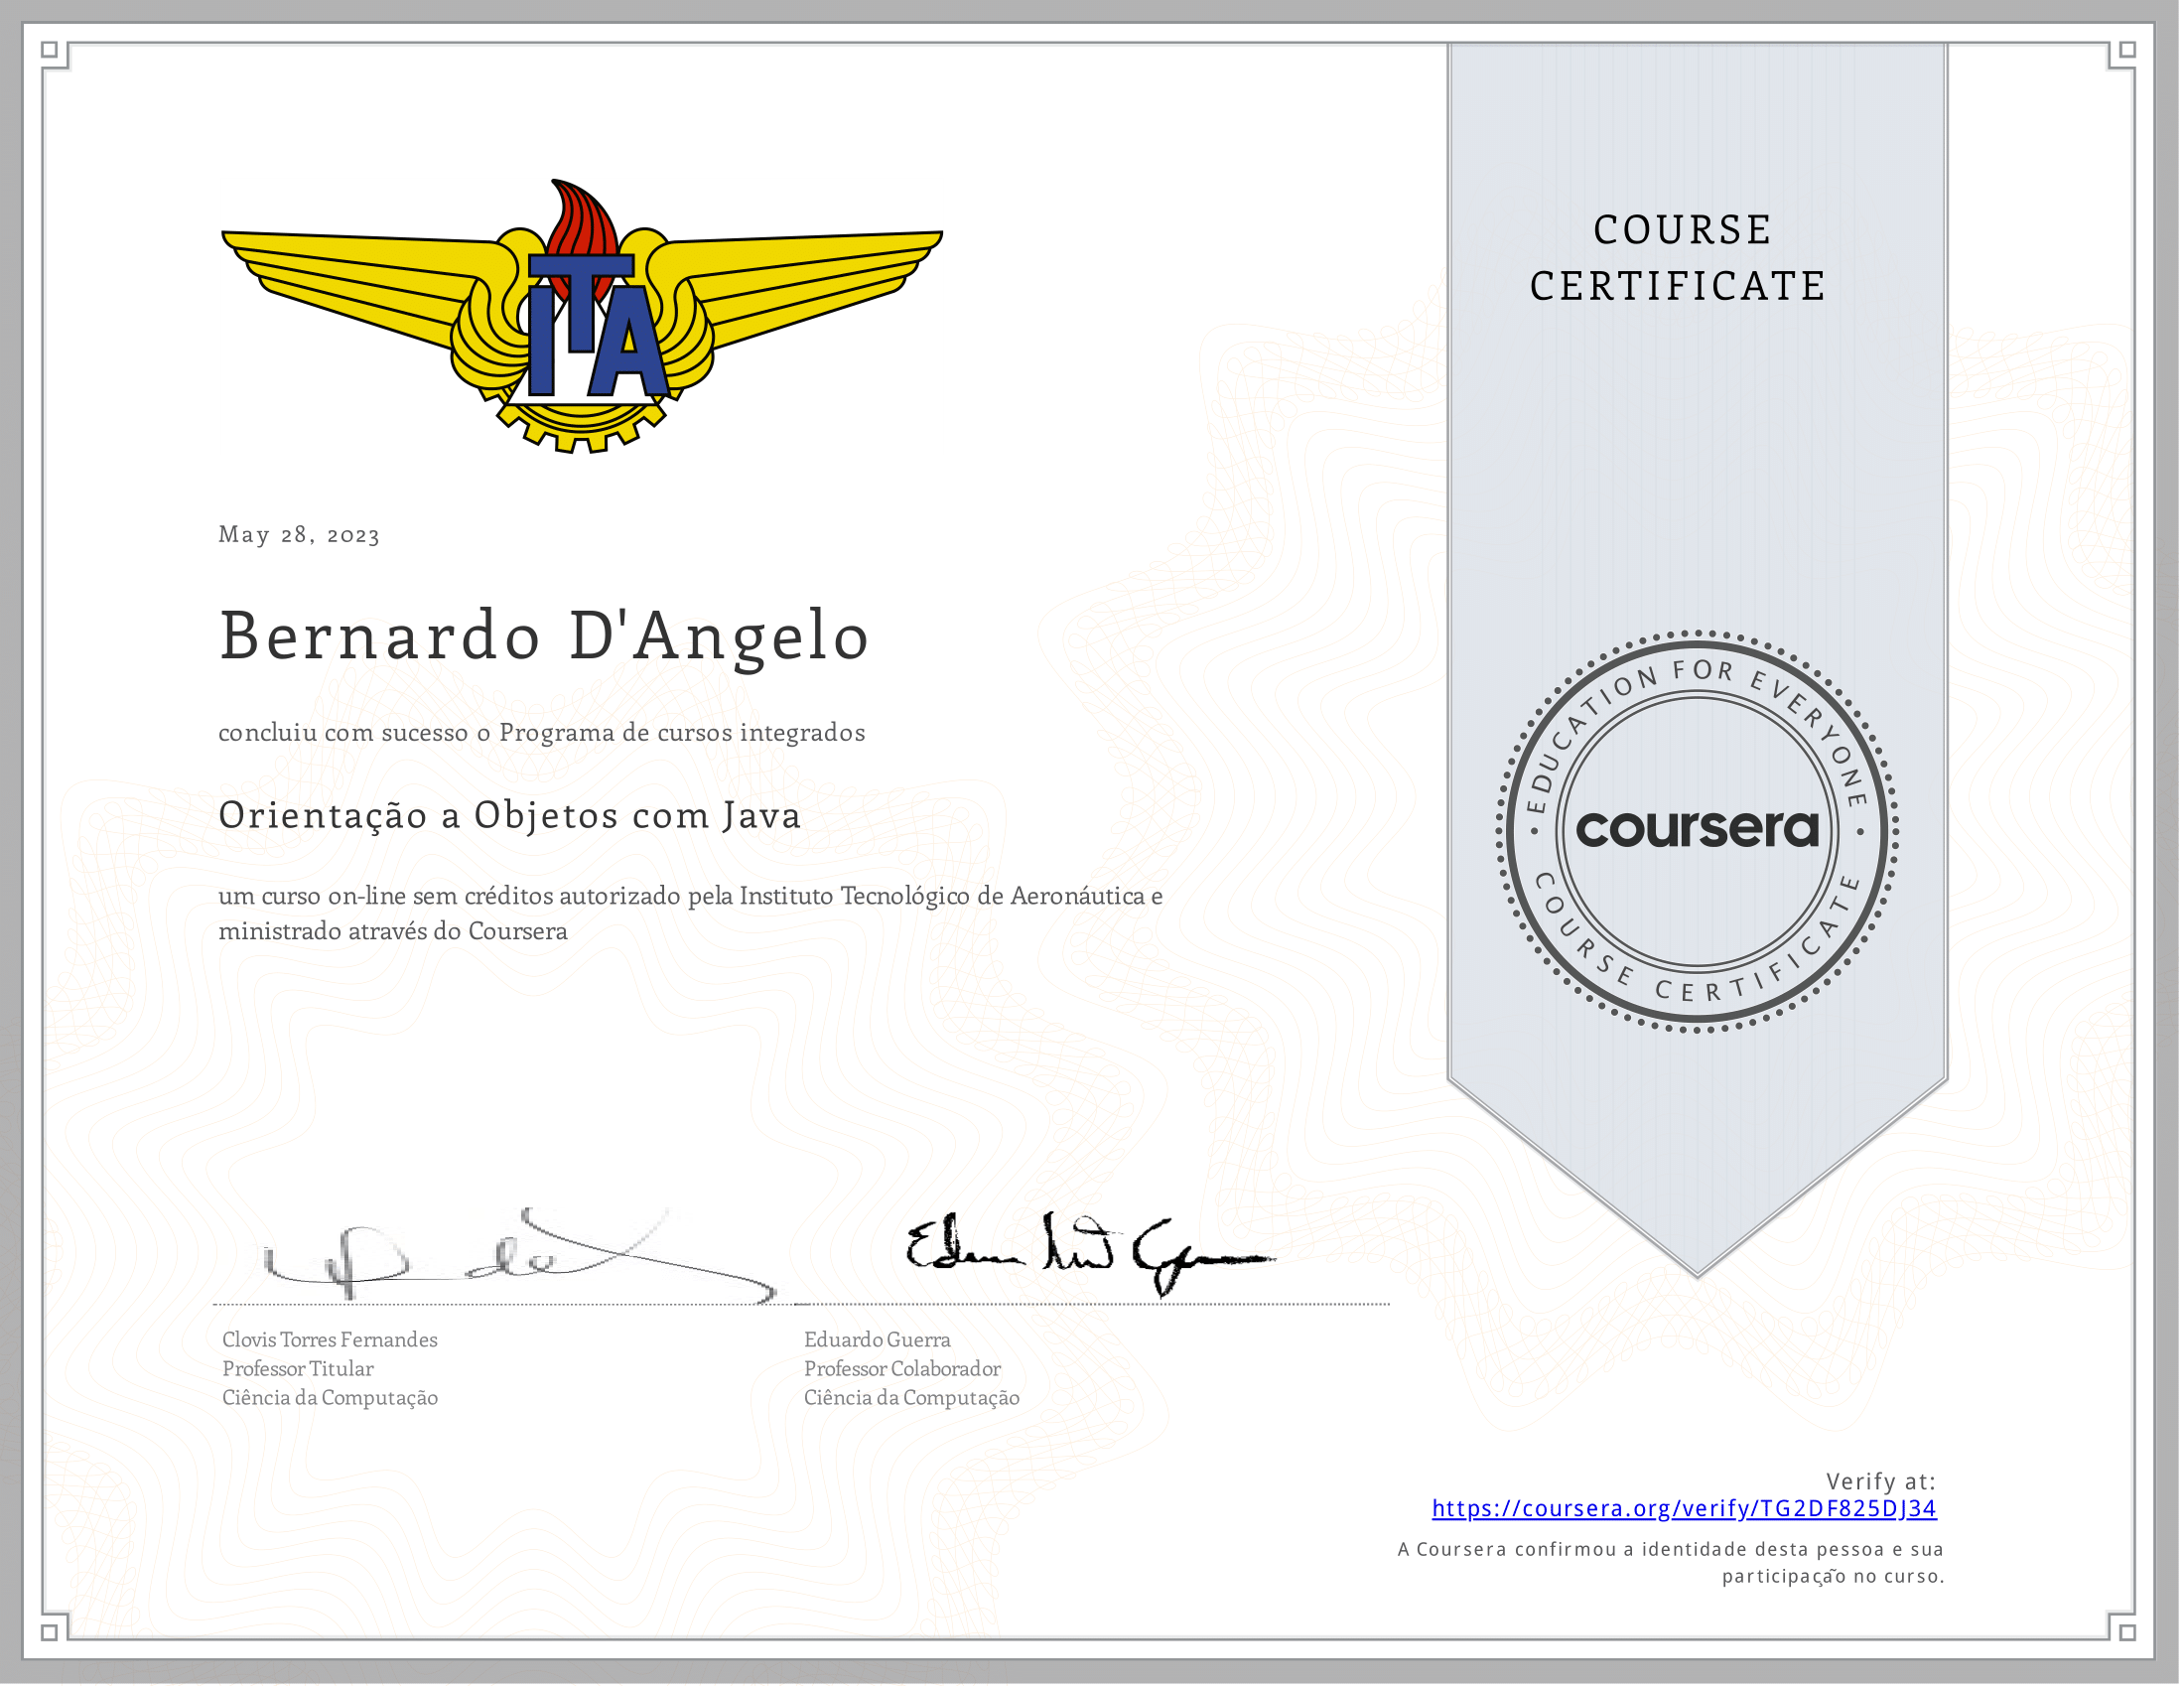 ITA
COURSE
CERTIFICATE
May 28, 2023
Bernardo D'Angelo
concluiu com sucesso o Programa de cursos integrados
Orientação a Objetos com Java
um curso on-line sem créditos autorizado pela Instituto Tecnológico de Aeronáutica e
ministrado através do Coursera
EDUCATION FOR EVERYONE
coursera
COURSE CERTIFICATE
Clovis Torres Fernandes
Professor Titular
Ciência da Computação
Eduardo Guerra
Professor Colaborador
Ciência da Computação
Verify at:
https://coursera.org/verify/TG2DF825DJ34
A Coursera confirmou a identidade desta pessoa e sua
participação no curso.